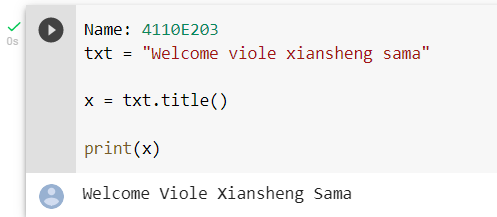 0s
Name: 4110E203
txt = "Welcome viole xiansheng sama"
x = txt.title()
print(x)
Welcome Viole Xiansheng Sama